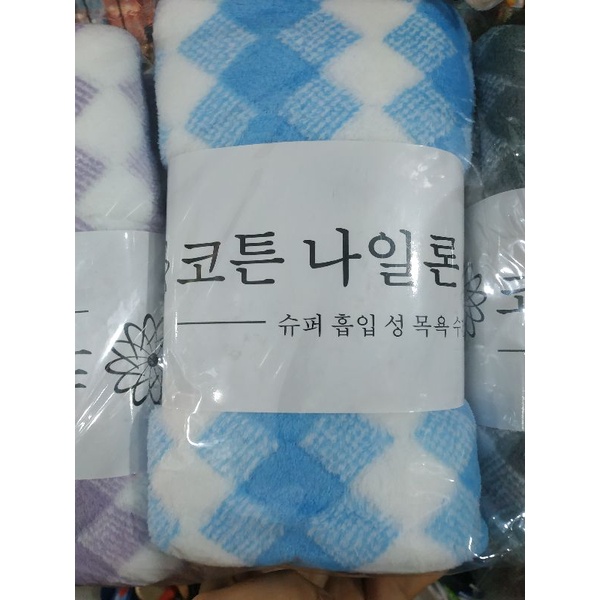 코튼 나일론
슈퍼 흡입 성 목욕수